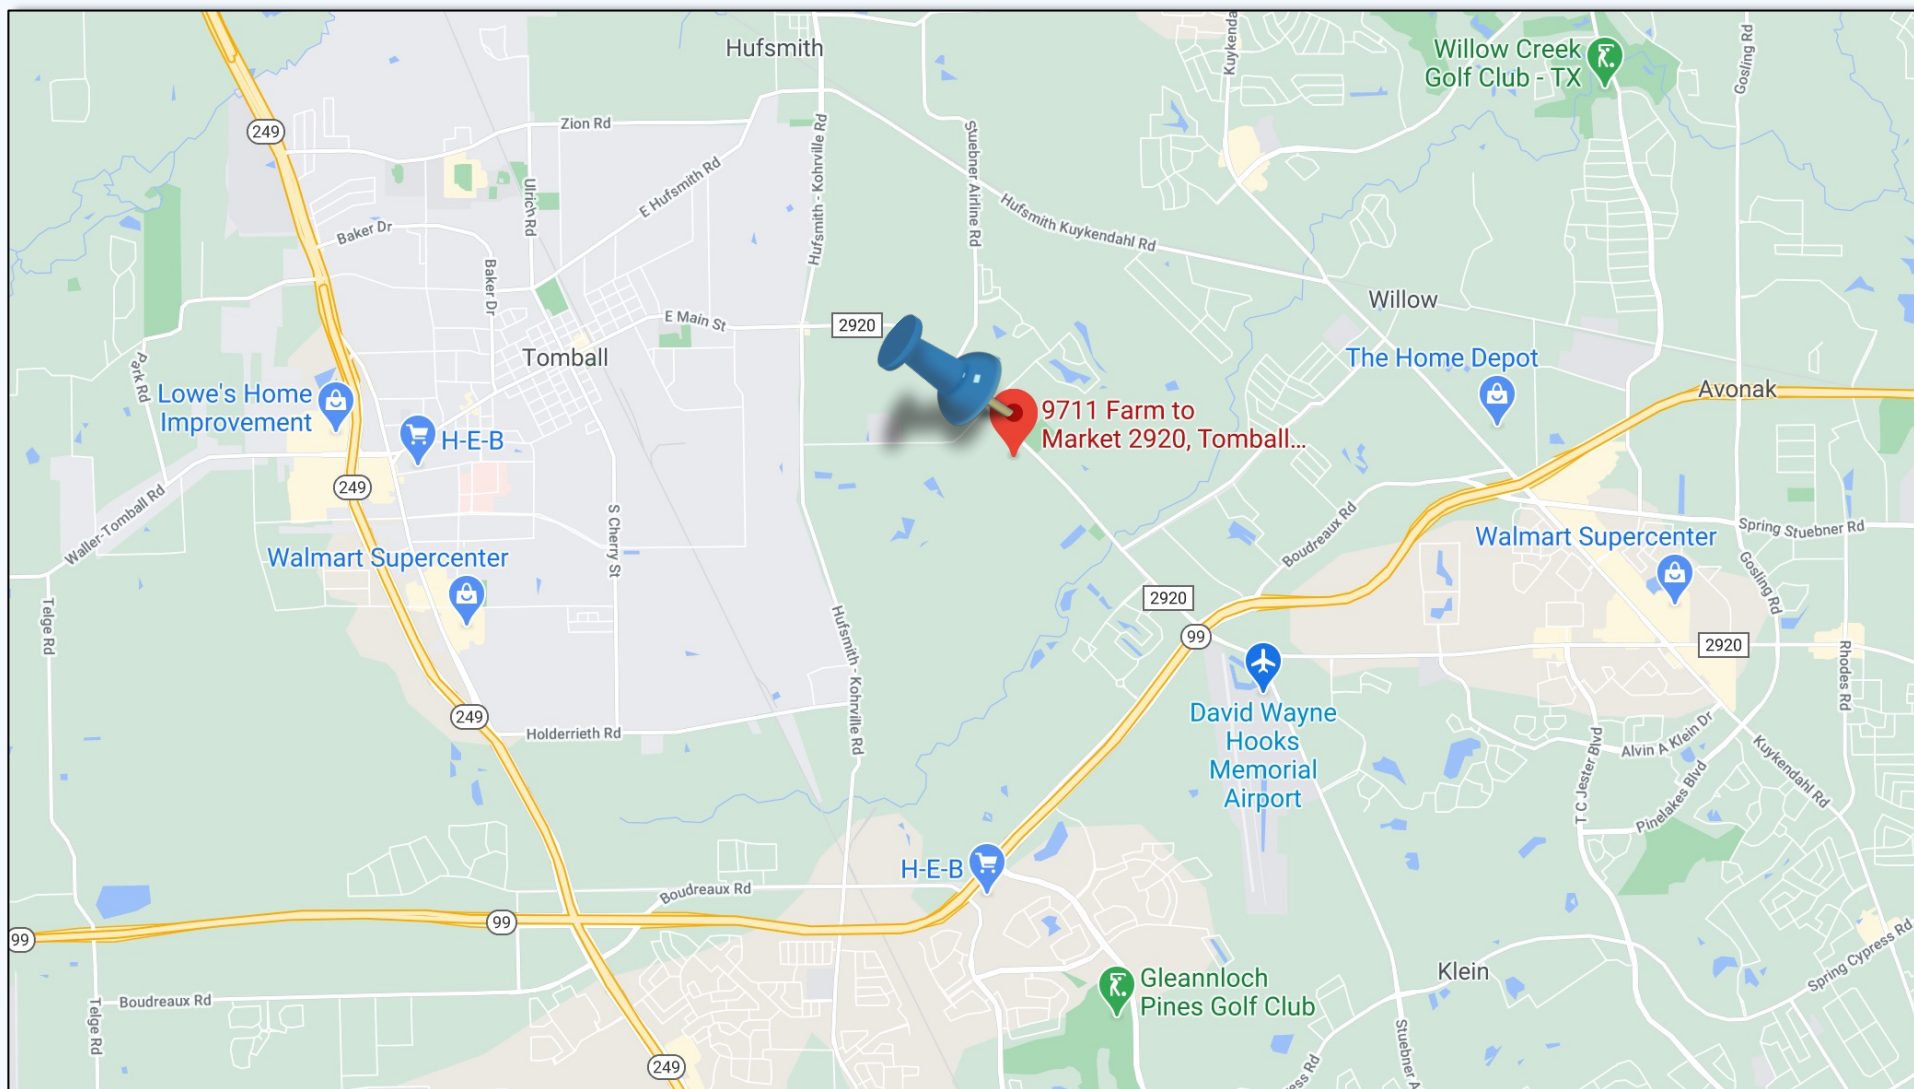 Hufsmith
Kuykenda
Willow Creek
Golf Club - TX
Gosling Rd
249
Zion Rd
Hufsmith - Kohrville Rd
Stuebner Airline Rd
Ulrich Rd
E Hufsmith Rd
Hufsmith Kuykendahl Rd
Baker Dr
Baker Dr
E Main St
2920
Willow
Tomball
The Home Depot
Park Rd
Avonak
Lowe's Home
Improvement
H-E-B
9711 Farm to
Market 2920, Tomball...
249
Waller-Tomball Rd
S Cherry St
Boudreaux Rd
Spring Stuebner Rd
Walmart Supercenter
Walmart Supercenter
Gosling Rd
Telge Rd
2920
99
2920
Hufsmith - Kohrville Rd
Rhodes Rd
David Wayne
Hooks
Memorial
Airport
249
Holderrieth Rd
Alvin A Klein Dr
T C Jester Blvd
Kuykendahl Rd
Pinelakes Blvd
H-E-B
Boudreaux Rd
99
99
Spring Cypress Rd
Klein
Gleannloch
Pines Golf Club
Boudreaux Rd
Telge Rd
249
ess Rd
Stuebner A